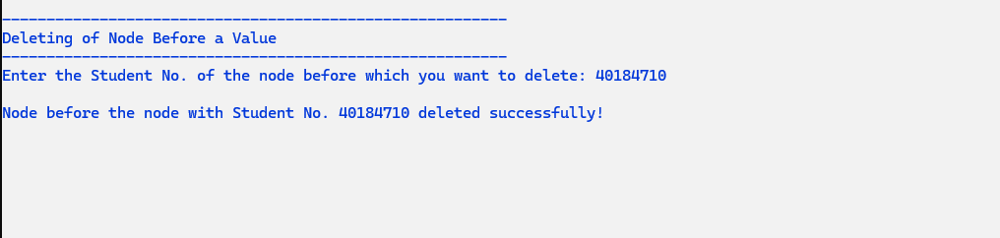 ---------------------------------------------------------
Deleting of Node Before a Value
---------------------------------------------------------
Enter the Student No. of the node before which you want to delete: 40184710
Node before the node with Student No. 40184710 deleted successfully!